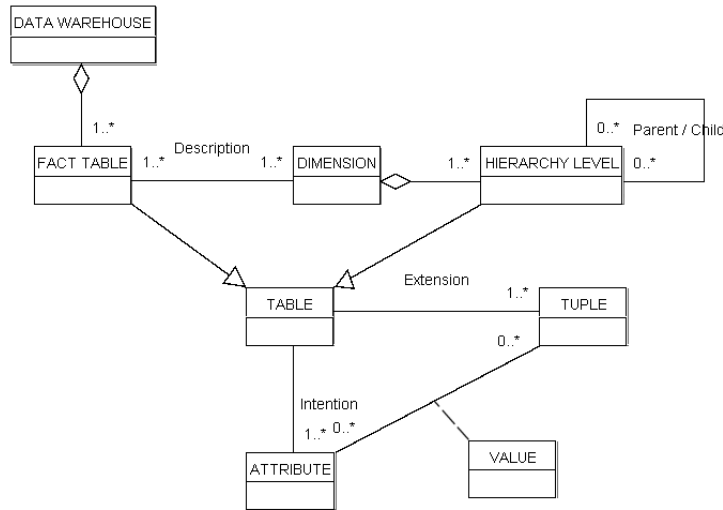 DATA WAREHOUSE
1..*
FACT TABLE
1..*
Description
1..*
DIMENSION
1..*
HIERARCHY LEVEL
0..*
Parent / Child
0..*
TABLE
Extension
1..*
TUPLE
0..*
Intention
1..*
0..*
ATTRIBUTE
VALUE